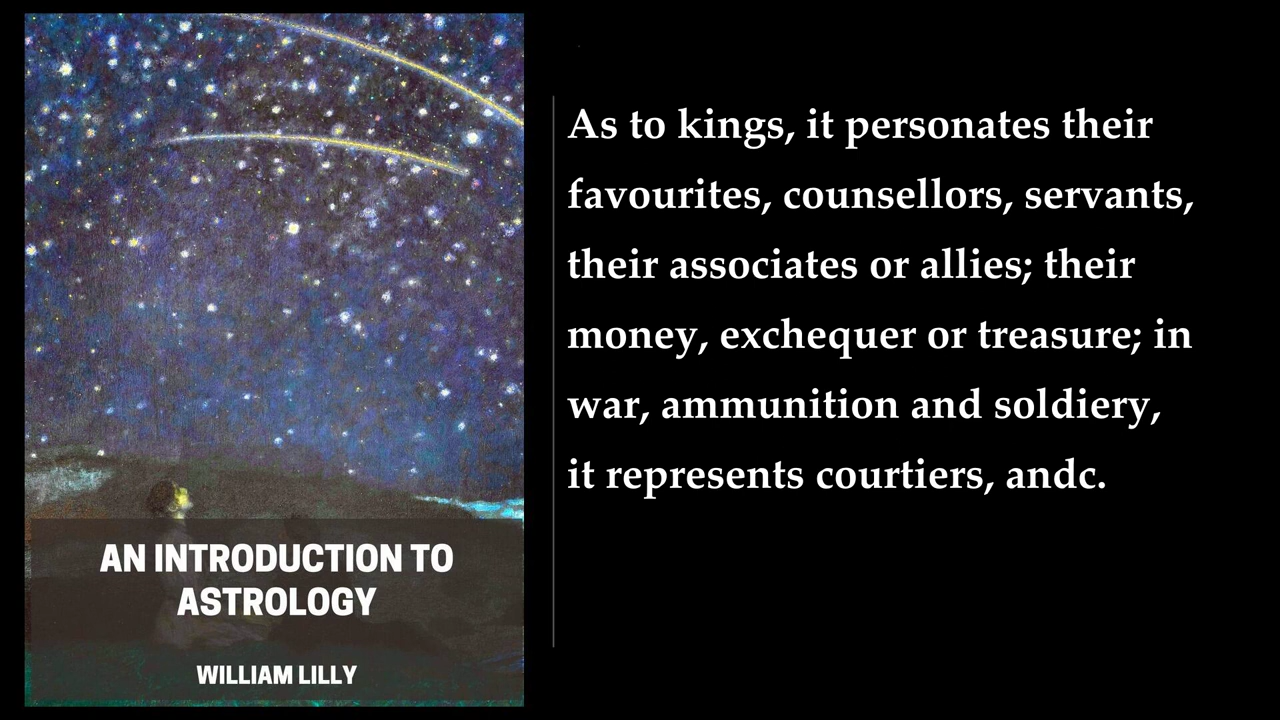 As to kings, it personates their
favourites, counsellors, servants,
their associates or allies; their
money, exchequer or treasure; in
war, ammunition and soldiery,
it represents courtiers, andc.
AN INTRODUCTION TO
ASTROLOGY
WILLIAM LILLY